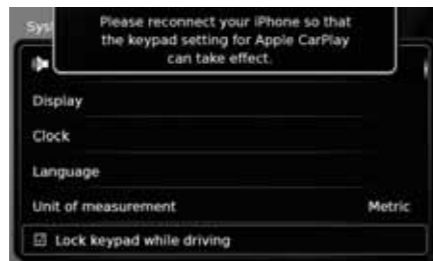 Please reconnect your iPhone so that
the keypad setting for Apple CarPlay
can take effect.
Display
Clock
Language
Unit of measurement Metric
Lock keypad while driving